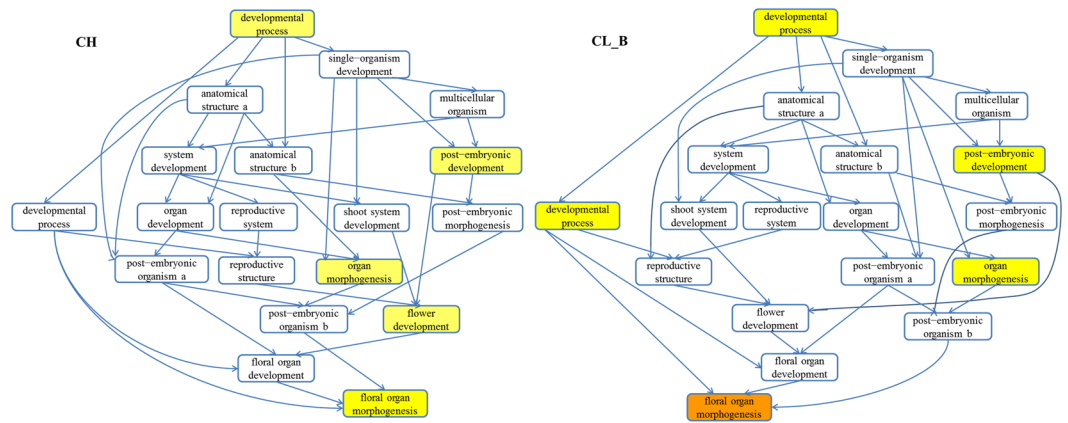 CH
developmental
process
single−organism
development
anatomical
structure a
multicellular
organism
system
development
anatomical
structure b
post−embryonic
development
developmental
process
organ
development
reproductive
system
shoot system
development
post−embryonic
morphogenesis
post−embryonic
organism a
reproductive
structure
organ
morphogenesis
post−embryonic
organism b
flower
development
floral organ
development
floral organ
morphogenesis
CL_B
developmental
process
single−organism
development
anatomical
structure a
multicellular
organism
system
development
anatomical
structure b
post−embryonic
development
developmental
process
shoot system
development
reproductive
system
organ
development
post−embryonic
morphogenesis
reproductive
structure
post−embryonic
organism a
organ
morphogenesis
flower
development
post−embryonic
organism b
floral organ
development
floral organ
morphogenesis